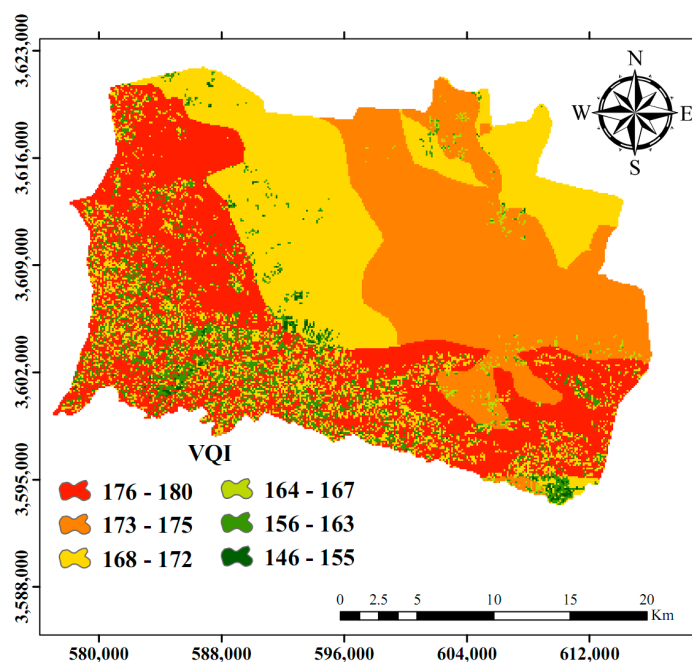 3,623,000
N
W E
S
3,616,000
3,609,000
3,602,000
3,595,000
3,588,000
VQI
176 - 180 164 - 167
173 - 175 156 - 163
168 - 172 146 - 155
0 2.5 5 10 15 20
Km
580,000 588,000 596,000 604,000 612,000